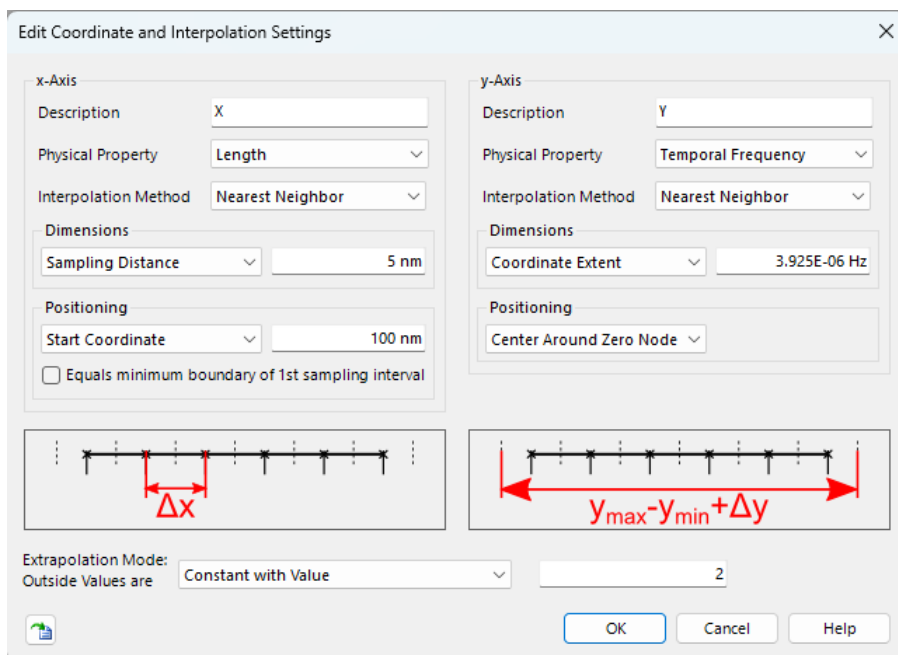 Edit Coordinate and Interpolation Settings
x-Axis
Description X
Physical Property Length
Interpolation Method Nearest Neighbor
Dimensions
Sampling Distance 5 nm
Positioning
Start Coordinate 100 nm
Equals minimum boundary of 1st sampling interval
Δx
y-Axis
Description Y
Physical Property Temporal Frequency
Interpolation Method Nearest Neighbor
Dimensions
Coordinate Extent 3.925E-06 Hz
Positioning
Center Around Zero Node
ymax-ymin+Δy
Extrapolation Mode:
Outside Values are Constant with Value 2
OK Cancel Help